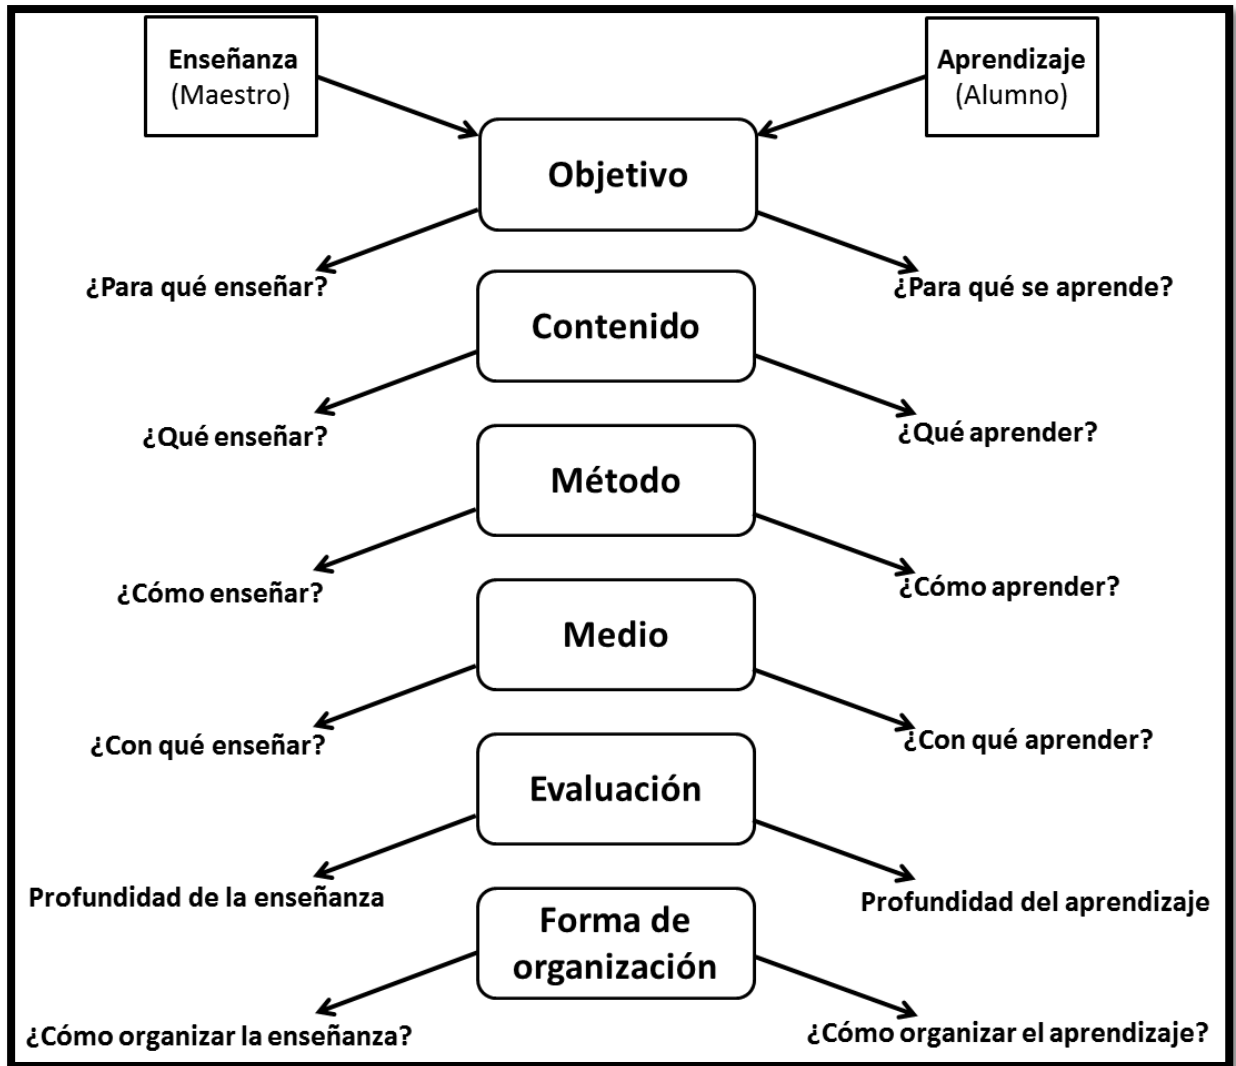 Enseñanza
(Maestro)
Aprendizaje
(Alumno)
Objetivo
¿Para qué enseñar?
¿Para qué se aprende?
Contenido
¿Qué enseñar?
¿Qué aprender?
Método
¿Cómo enseñar?
¿Cómo aprender?
Medio
¿Con qué enseñar?
¿Con qué aprender?
Evaluación
Profundidad de la enseñanza
Profundidad del aprendizaje
Forma de
organización
¿Cómo organizar la enseñanza?
¿Cómo organizar el aprendizaje?